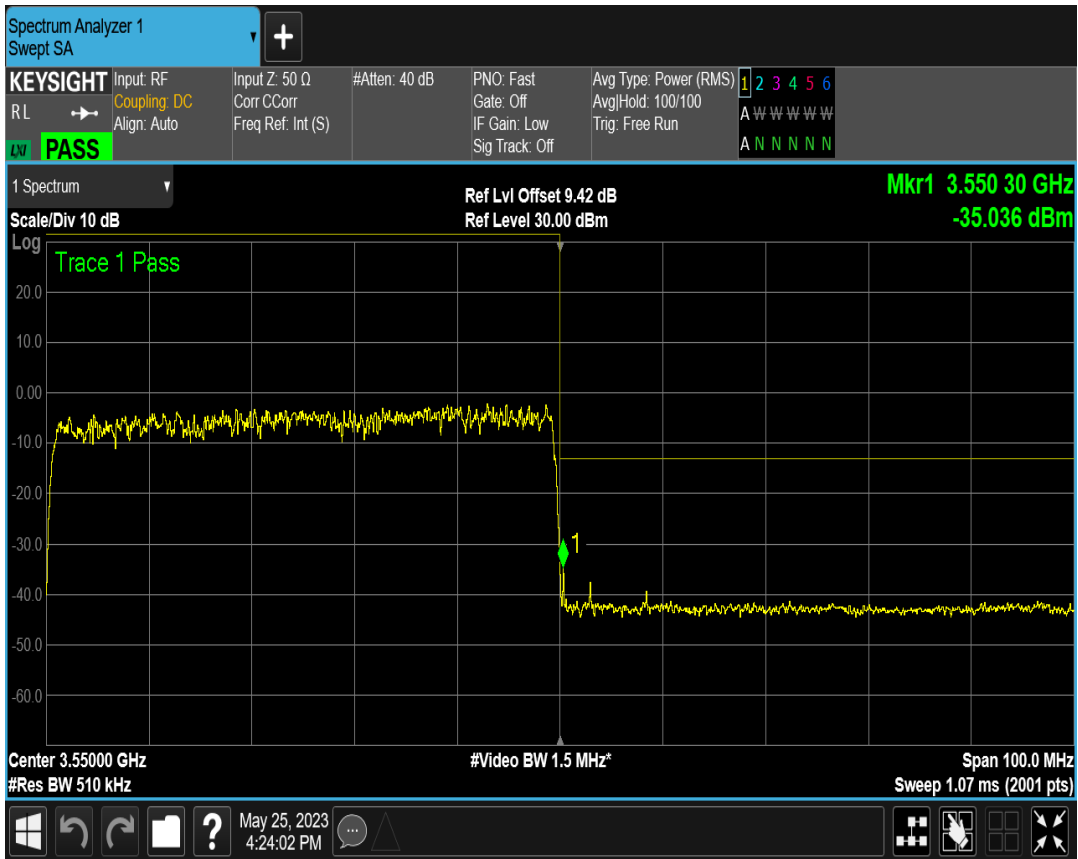 Spectrum Analyzer 1
Swept SA
+
KEYSIGHT
RL
LXI
PASS
Input: RF
Coupling: DC
Align: Auto
Input Z: 50 Ω
Corr CCorr
Freq Ref: Int (S)
#Atten: 40 dB
PNO: Fast
Gate: Off
IF Gain: Low
Sig Track: Off
Avg Type: Power (RMS)
Avg|Hold: 100/100
Trig: Free Run
1 2 3 4 5 6
A W W W W W
A N N N N N
1 Spectrum
Scale/Div 10 dB
Ref Lvl Offset 9.42 dB
Ref Level 30.00 dBm
Mkr1 3.550 30 GHz
-35.036 dBm
Log
Trace 1 Pass
20.0
10.0
0.00
-10.0
-20.0
-30.0
1
-40.0
-50.0
-60.0
Center 3.55000 GHz
#Video BW 1.5 MHz*
Span 100.0 MHz
#Res BW 510 kHz
Sweep 1.07 ms (2001 pts)
?
May 25, 2023
4:24:02 PM